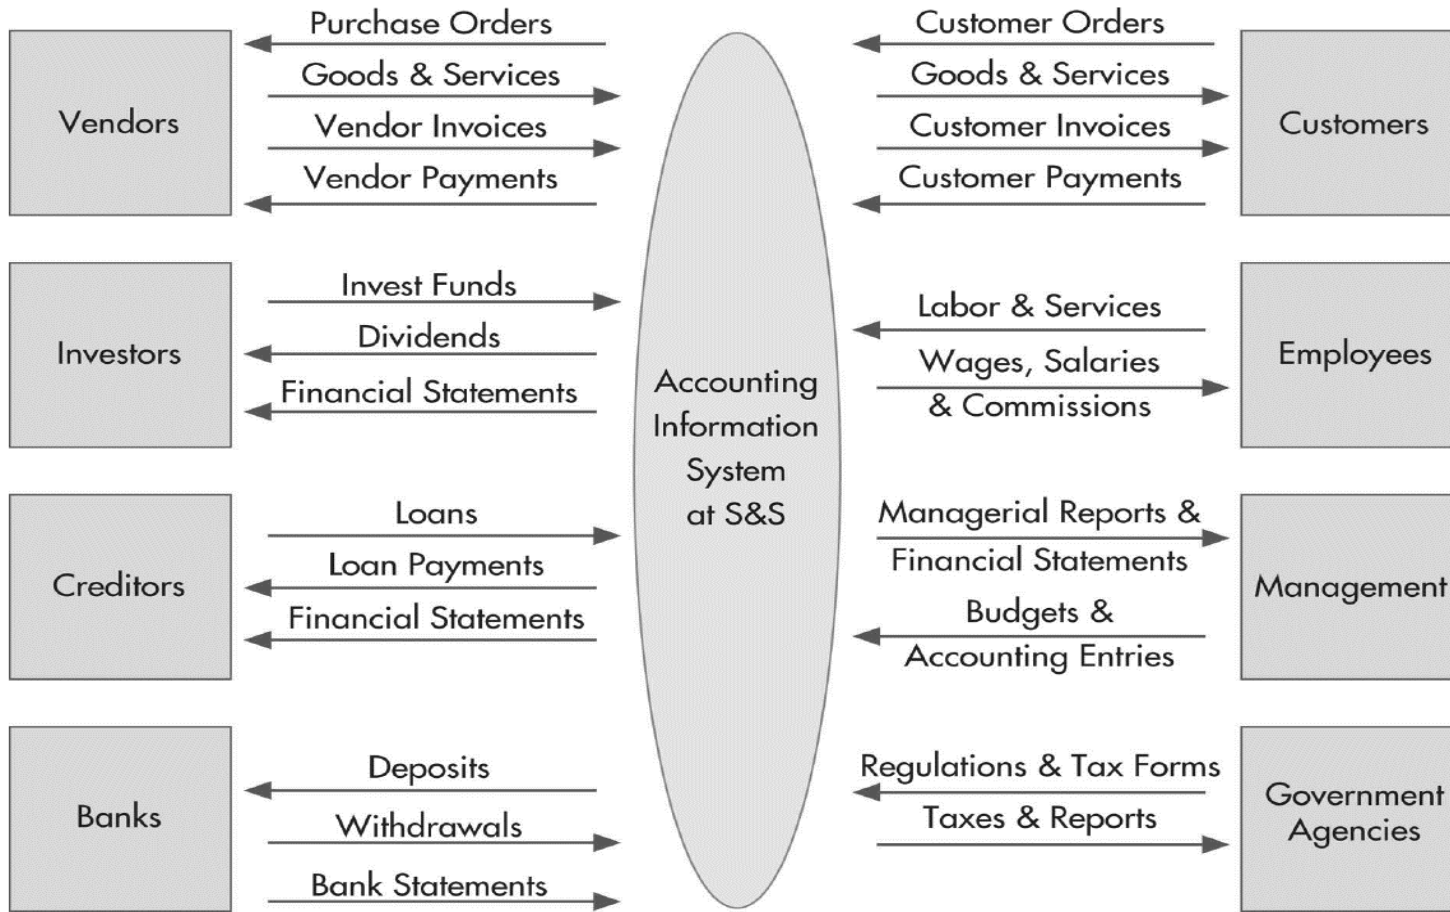 Purchase Orders
Goods & Services
Vendors
Vendor Invoices
Vendor Payments
Customer Orders
Goods & Services
Customers
Customer Invoices
Customer Payments
Invest Funds
Investors
Dividends
Financial Statements
Labor & Services
Employees
Wages, Salaries
& Commissions
Accounting
Information
System
at S&S
Loans
Creditors
Loan Payments
Financial Statements
Managerial Reports &
Financial Statements
Management
Budgets &
Accounting Entries
Deposits
Banks
Withdrawals
Bank Statements
Regulations & Tax Forms
Taxes & Reports
Government
Agencies